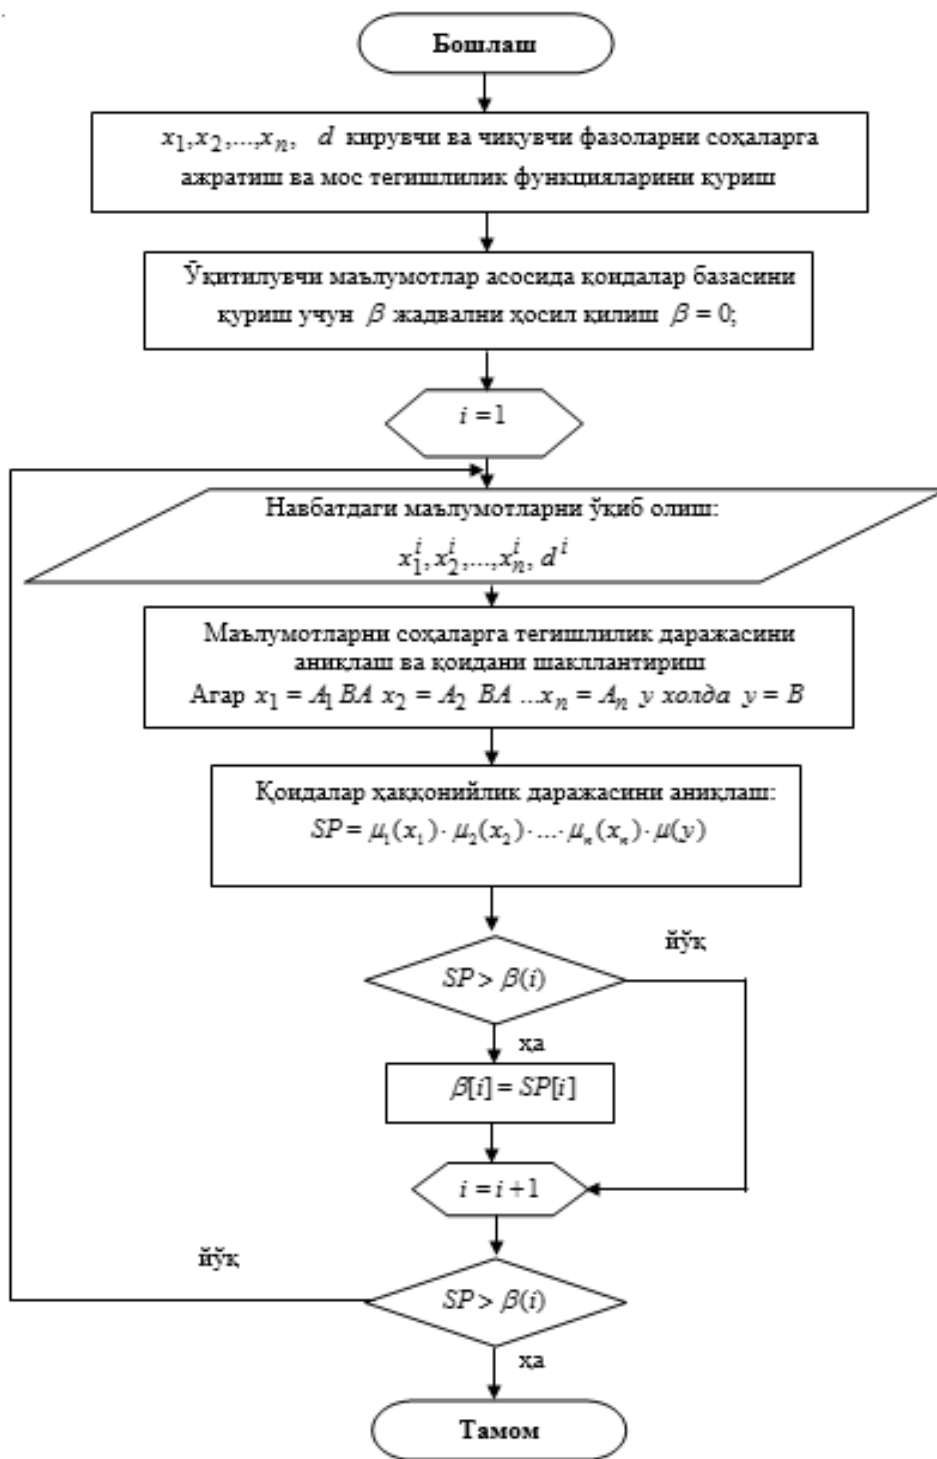 Бошлаш
x₁,x₂,...,xₙ, d кирувчи ва чиқувчи фазоларни соҳаларга
ажратиш ва мос тегишлилик функцияларини қуриш
Ўқитилувчи маълумотлар асосида қоидалар базасини
қуриш учун β жадвални ҳосил қилиш β = 0;
i = 1
Навбатдаги маълумотларни ўқиб олиш:
x₁ⁱ, x₂ⁱ,...,xₙⁱ, dⁱ
Маълумотларни соҳаларга тегишлилик даражасини
аниқлаш ва қоидани шакллантириш
Агар x₁ = A₁ ВА x₂ = A₂ ВА ...xₙ = Aₙ у холда y = B
Қоидалар ҳаққонийлик даражасини аниқлаш:
SP = μ₁(x₁) · μ₂(x₂) · ... · μₙ(xₙ) · μ(y)
йўқ
SP > β(i)
ҳа
β[i] = SP[i]
i = i + 1
йўқ
SP > β(i)
ҳа
Тамом